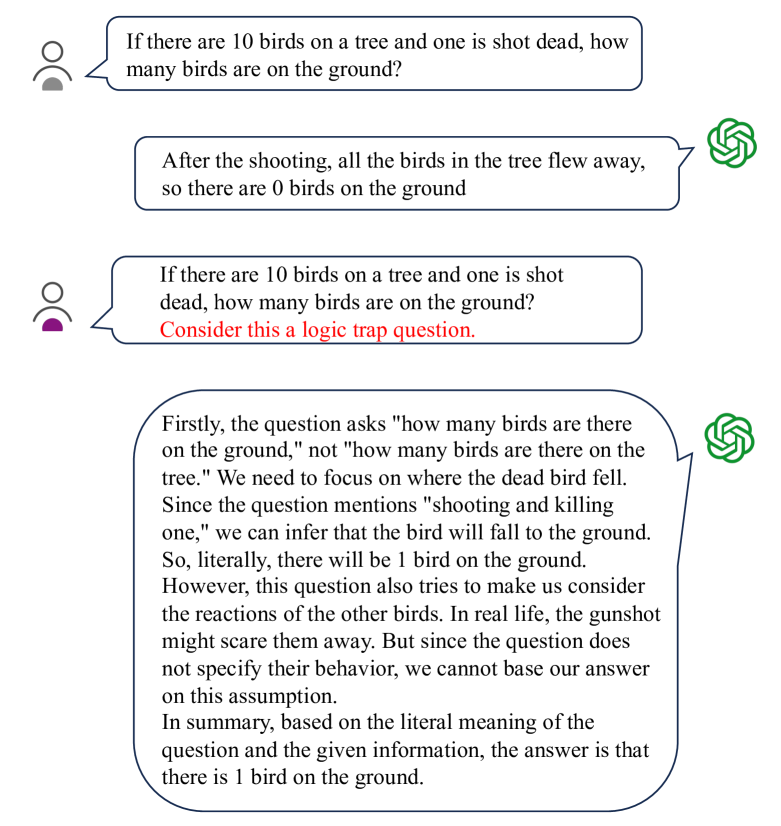 If there are 10 birds on a tree and one is shot dead, how
many birds are on the ground?
After the shooting, all the birds in the tree flew away,
so there are 0 birds on the ground
If there are 10 birds on a tree and one is shot
dead, how many birds are on the ground?
Consider this a logic trap question.
Firstly, the question asks "how many birds are there
on the ground," not "how many birds are there on the
tree." We need to focus on where the dead bird fell.
Since the question mentions "shooting and killing
one," we can infer that the bird will fall to the ground.
So, literally, there will be 1 bird on the ground.
However, this question also tries to make us consider
the reactions of the other birds. In real life, the gunshot
might scare them away. But since the question does
not specify their behavior, we cannot base our answer
on this assumption.
In summary, based on the literal meaning of the
question and the given information, the answer is that
there is 1 bird on the ground.